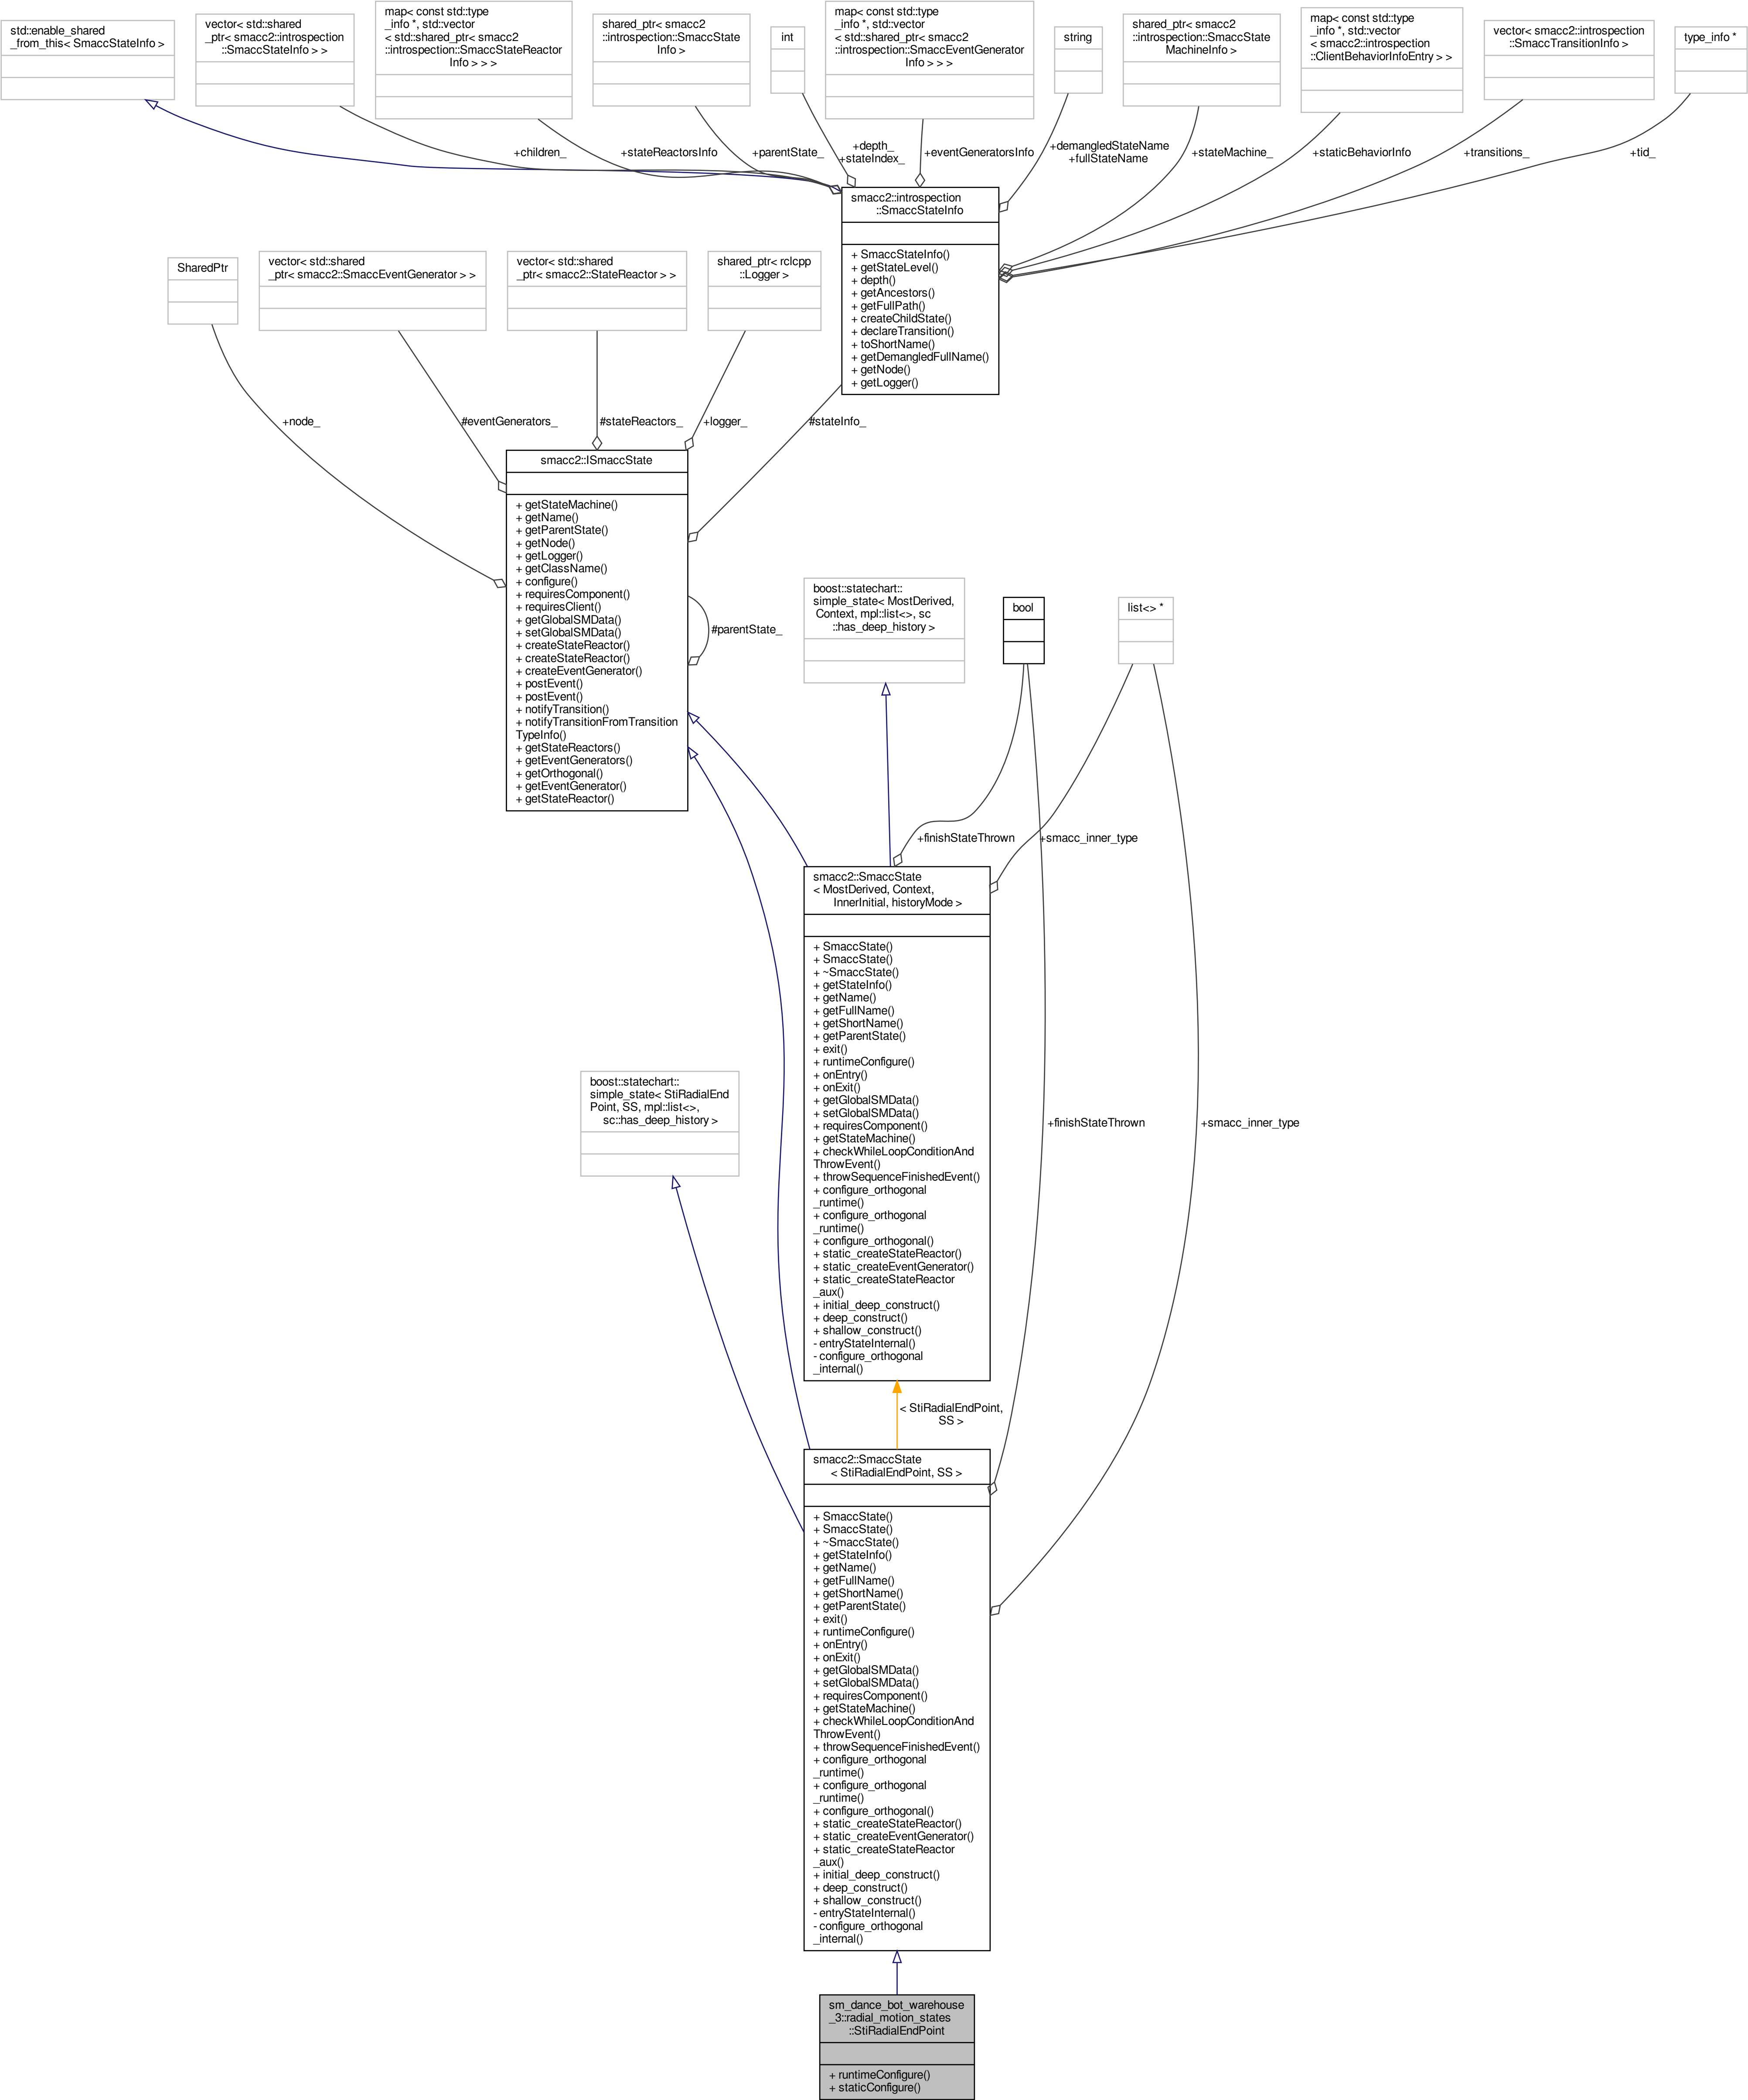 std::enable_shared
_from_this< SmaccStateInfo >
vector< std::shared
_ptr< smacc2::introspection
::SmaccStateInfo > >
map< const std::type
_info *, std::vector
< std::shared_ptr< smacc2
::introspection::SmaccStateReactor
Info > > >
shared_ptr< smacc2
::introspection::SmaccState
Info >
int
map< const std::type
_info *, std::vector
< std::shared_ptr< smacc2
::introspection::SmaccEventGenerator
Info > > >
string
shared_ptr< smacc2
::introspection::SmaccState
MachineInfo >
map< const std::type
_info *, std::vector
< smacc2::introspection
::ClientBehaviorInfoEntry > >
vector< smacc2::introspection
::SmaccTransitionInfo >
type_info *
+children_
+stateReactorsInfo
+parentState_
+depth_
+stateIndex_
+eventGeneratorsInfo
+demangledStateName
+fullStateName
+stateMachine_
+staticBehaviorInfo
+transitions_
+tid_
smacc2::introspection
::SmaccStateInfo
+ SmaccStateInfo()
+ getStateLevel()
+ depth()
+ getAncestors()
+ getFullPath()
+ createChildState()
+ declareTransition()
+ toShortName()
+ getDemangledFullName()
+ getNode()
+ getLogger()
SharedPtr
vector< std::shared
_ptr< smacc2::SmaccEventGenerator > >
vector< std::shared
_ptr< smacc2::StateReactor > >
shared_ptr< rclcpp
::Logger >
+node_
#eventGenerators_
#stateReactors_
+logger_
#stateInfo_
smacc2::ISmaccState
+ getStateMachine()
+ getName()
+ getParentState()
+ getNode()
+ getLogger()
+ getClassName()
+ configure()
+ requiresComponent()
+ requiresClient()
+ getGlobalSMData()
+ setGlobalSMData()
+ createStateReactor()
+ createStateReactor()
+ createEventGenerator()
+ postEvent()
+ postEvent()
+ notifyTransition()
+ notifyTransitionFromTransition
TypeInfo()
+ getStateReactors()
+ getEventGenerators()
+ getOrthogonal()
+ getEventGenerator()
+ getStateReactor()
#parentState_
boost::statechart::
simple_state< MostDerived,
Context, mpl::list<>, sc
::has_deep_history >
bool
list<> *
+finishStateThrown
+smacc_inner_type
smacc2::SmaccState
< MostDerived, Context,
InnerInitial, historyMode >
+ SmaccState()
+ SmaccState()
+ ~SmaccState()
+ getStateInfo()
+ getName()
+ getFullName()
+ getShortName()
+ getParentState()
+ exit()
+ runtimeConfigure()
+ onEntry()
+ onExit()
+ getGlobalSMData()
+ setGlobalSMData()
+ requiresComponent()
+ getStateMachine()
+ checkWhileLoopConditionAnd
ThrowEvent()
+ throwSequenceFinishedEvent()
+ configure_orthogonal
_runtime()
+ configure_orthogonal
_runtime()
+ configure_orthogonal()
+ static_createStateReactor()
+ static_createEventGenerator()
+ static_createStateReactor
_aux()
+ initial_deep_construct()
+ deep_construct()
+ shallow_construct()
- entryStateInternal()
- configure_orthogonal
_internal()
boost::statechart::
simple_state< StiRadialEnd
Point, SS, mpl::list<>,
sc::has_deep_history >
+finishStateThrown
+smacc_inner_type
< StiRadialEndPoint,
SS >
smacc2::SmaccState
< StiRadialEndPoint, SS >
+ SmaccState()
+ SmaccState()
+ ~SmaccState()
+ getStateInfo()
+ getName()
+ getFullName()
+ getShortName()
+ getParentState()
+ exit()
+ runtimeConfigure()
+ onEntry()
+ onExit()
+ getGlobalSMData()
+ setGlobalSMData()
+ requiresComponent()
+ getStateMachine()
+ checkWhileLoopConditionAnd
ThrowEvent()
+ throwSequenceFinishedEvent()
+ configure_orthogonal
_runtime()
+ configure_orthogonal
_runtime()
+ configure_orthogonal()
+ static_createStateReactor()
+ static_createEventGenerator()
+ static_createStateReactor
_aux()
+ initial_deep_construct()
+ deep_construct()
+ shallow_construct()
- entryStateInternal()
- configure_orthogonal
_internal()
sm_dance_bot_warehouse
_3::radial_motion_states
::StiRadialEndPoint
+ runtimeConfigure()
+ staticConfigure()